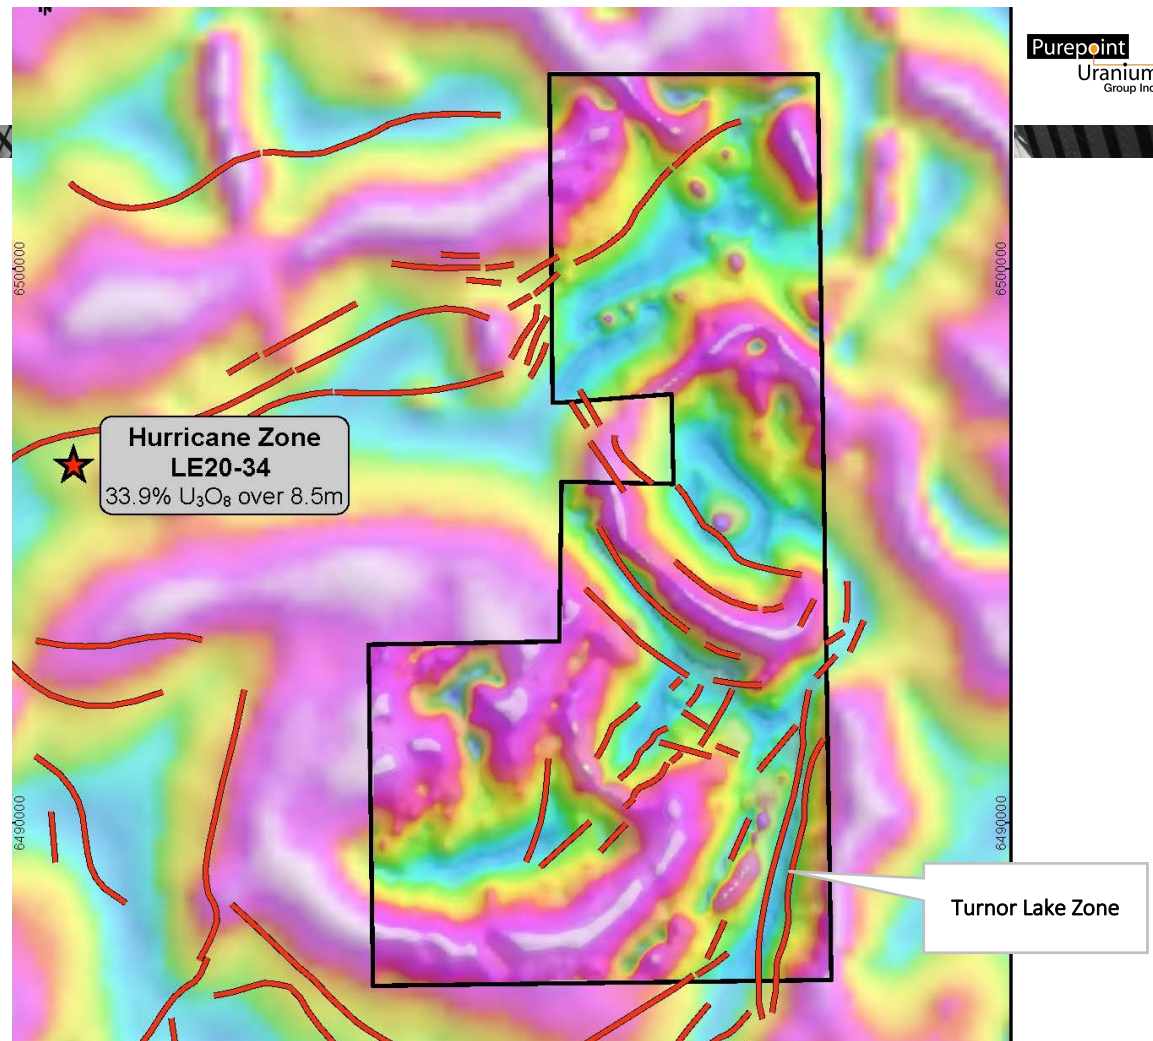 N
Purepoint
Uranium
Group Inc
6500000
6500000
Hurricane Zone
LE20-34
33.9% U₃O₈ over 8.5m
6490000
6490000
Turnor Lake Zone